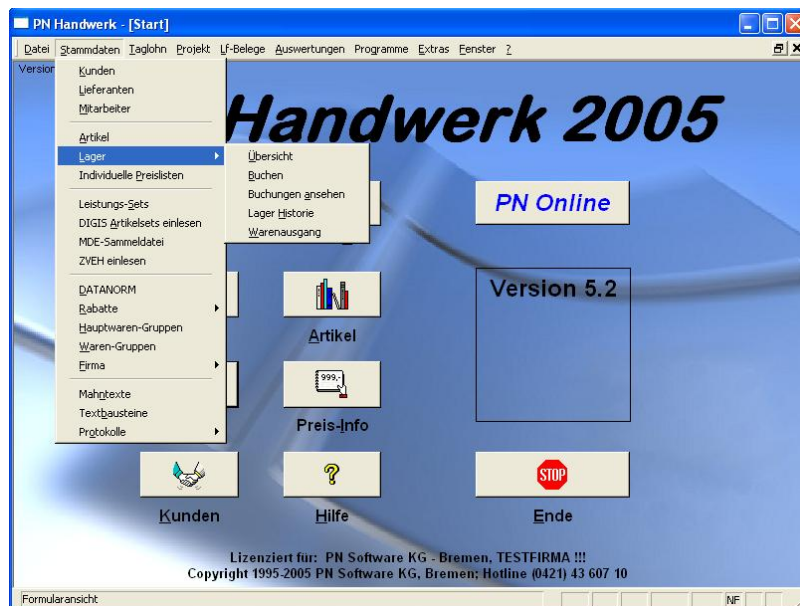 PN Handwerk - [Start]
Datei Stammdaten Taglohn Projekt Lf-Belege Auswertungen Programme Extras Fenster ?
Version
Handwerk 2005
Kunden
Lieferanten
Mitarbeiter
Artikel
Lager
Individuelle Preislisten
Leistungs-Sets
DIGIS Artikelsets einlesen
MDE-Sammeldatei
ZVEH einlesen
DATANORM
Rabatte
Hauptwaren-Gruppen
Waren-Gruppen
Firma
Mahntexte
Textbausteine
Protokolle
Übersicht
Buchen
Buchungen ansehen
Lager Historie
Warenausgang
PN Online
Version 5.2
Artikel
999,-
Preis-Info
STOP
Kunden
Hilfe
Ende
Lizenziert für: PN Software KG - Bremen, TESTFIRMA !!!
Copyright 1995-2005 PN Software KG, Bremen; Hotline (0421) 43 607 10
Formularansicht
NF